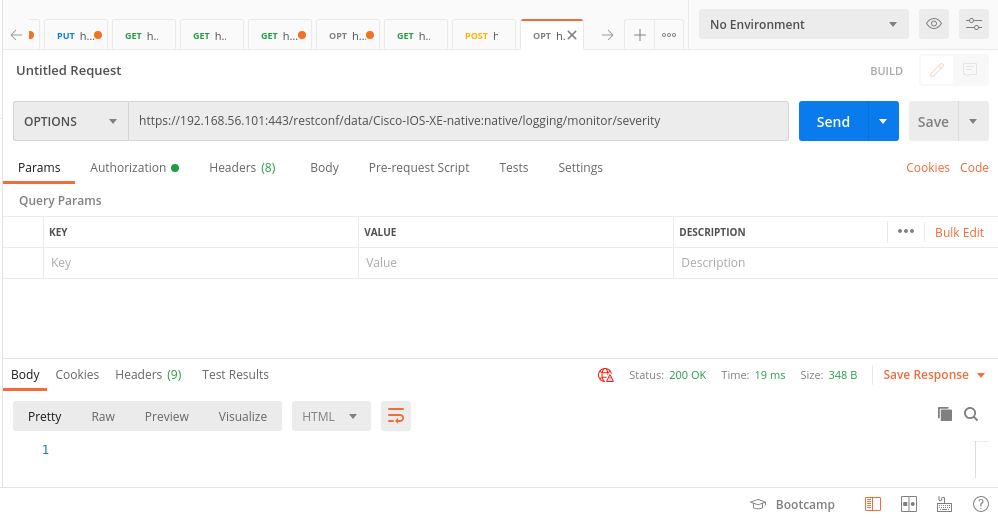 PUT h... GET h.. GET h.. GET h... OPT h... GET h.. POST h OPT h. No Environment
Untitled Request BUILD
OPTIONS https://192.168.56.101:443/restconf/data/Cisco-IOS-XE-native:native/logging/monitor/severity Send Save
Params Authorization Headers (8) Body Pre-request Script Tests Settings Cookies Code
Query Params
KEY VALUE DESCRIPTION ••• Bulk Edit
Key Value Description
Body Cookies Headers (9) Test Results Status: 200 OK Time: 19 ms Size: 348 B Save Response
Pretty Raw Preview Visualize HTML
1
Bootcamp ?